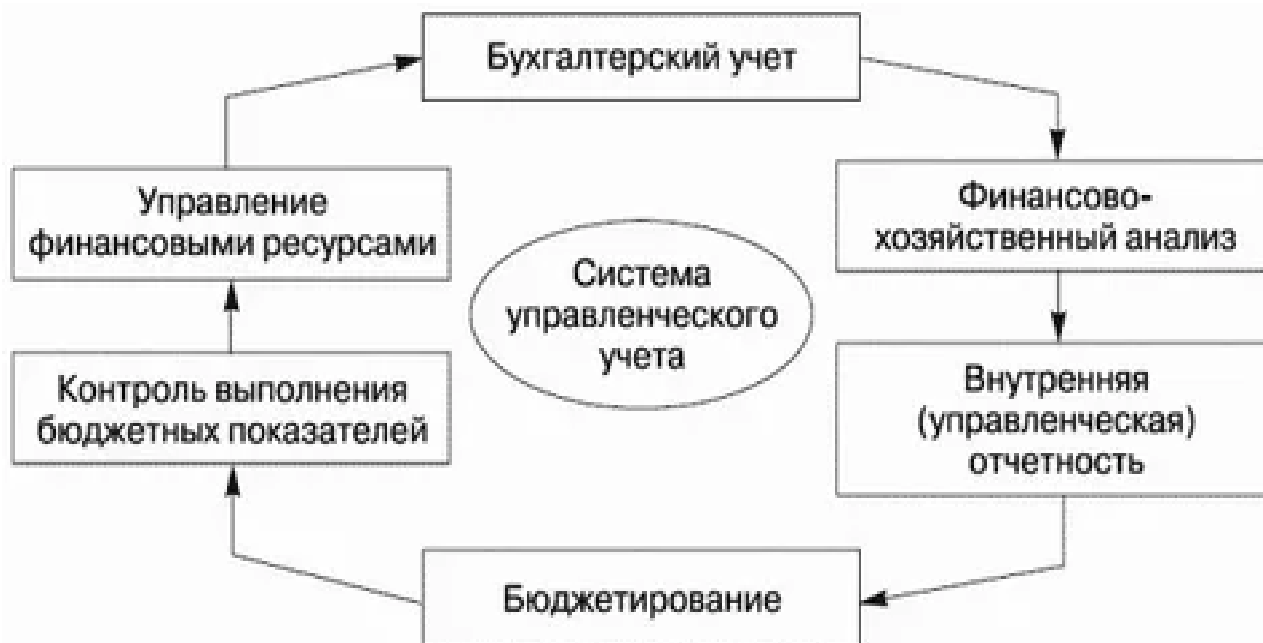 Бухгалтерский учет
Управление
финансовыми ресурсами
Финансово-
хозяйственный анализ
Система
управленческого
учета
Контроль выполнения
бюджетных показателей
Внутренняя
(управленческая)
отчетность
Бюджетирование